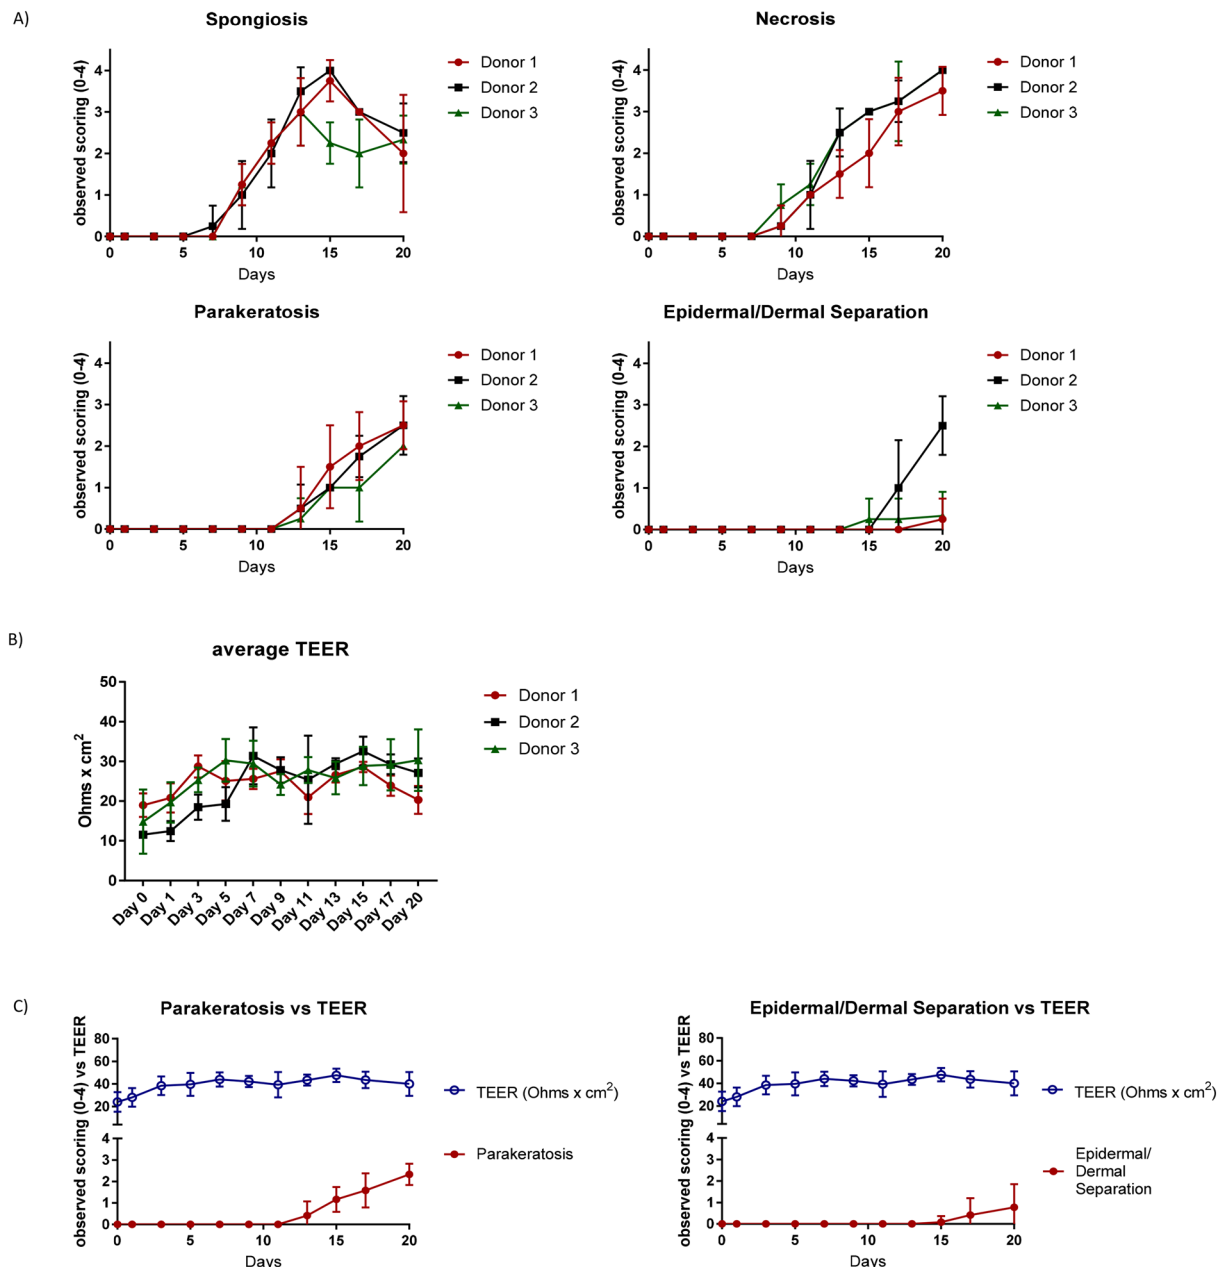 A)
Spongiosis
observed scoring (0-4)
4
3
2
1
0
0
5
10
15
20
Days
Donor 1
Donor 2
Donor 3
Necrosis
observed scoring (0-4)
4
3
2
1
0
0
5
10
15
20
Days
Donor 1
Donor 2
Donor 3
Parakeratosis
observed scoring (0-4)
4
3
2
1
0
0
5
10
15
20
Days
Donor 1
Donor 2
Donor 3
Epidermal/Dermal Separation
observed scoring (0-4)
4
3
2
1
0
0
5
10
15
20
Days
Donor 1
Donor 2
Donor 3
B)
average TEER
Ohms x cm²
50
40
30
20
10
0
Day 0
Day 1
Day 3
Day 5
Day 7
Day 9
Day 11
Day 13
Day 15
Day 17
Day 20
Donor 1
Donor 2
Donor 3
C)
Parakeratosis vs TEER
observed scoring (0-4) vs TEER
80
60
40
20
4
3
2
1
0
0
5
10
15
20
Days
TEER (Ohms x cm²)
Parakeratosis
Epidermal/Dermal Separation vs TEER
observed scoring (0-4) vs TEER
80
60
40
20
4
3
2
1
0
0
5
10
15
20
Days
TEER (Ohms x cm²)
Epidermal/
Dermal
Separation